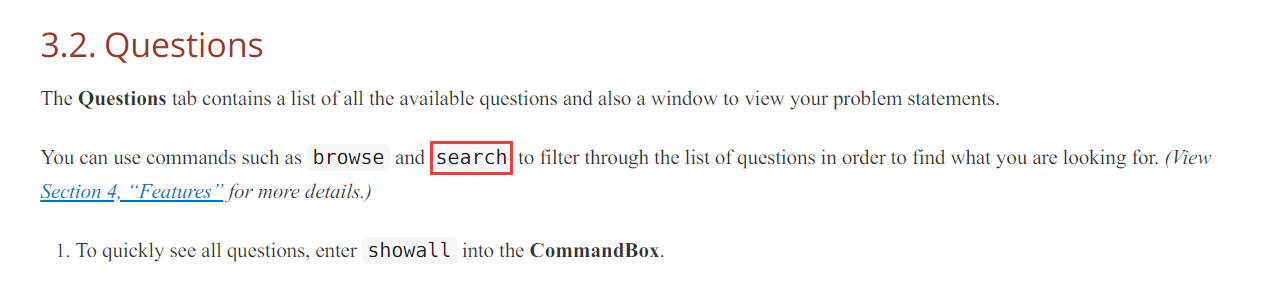 3.2. Questions
The Questions tab contains a list of all the available questions and also a window to view your problem statements.
You can use commands such as browse and search to filter through the list of questions in order to find what you are looking for. (View
Section 4, “Features” for more details.)
1. To quickly see all questions, enter showall into the CommandBox.